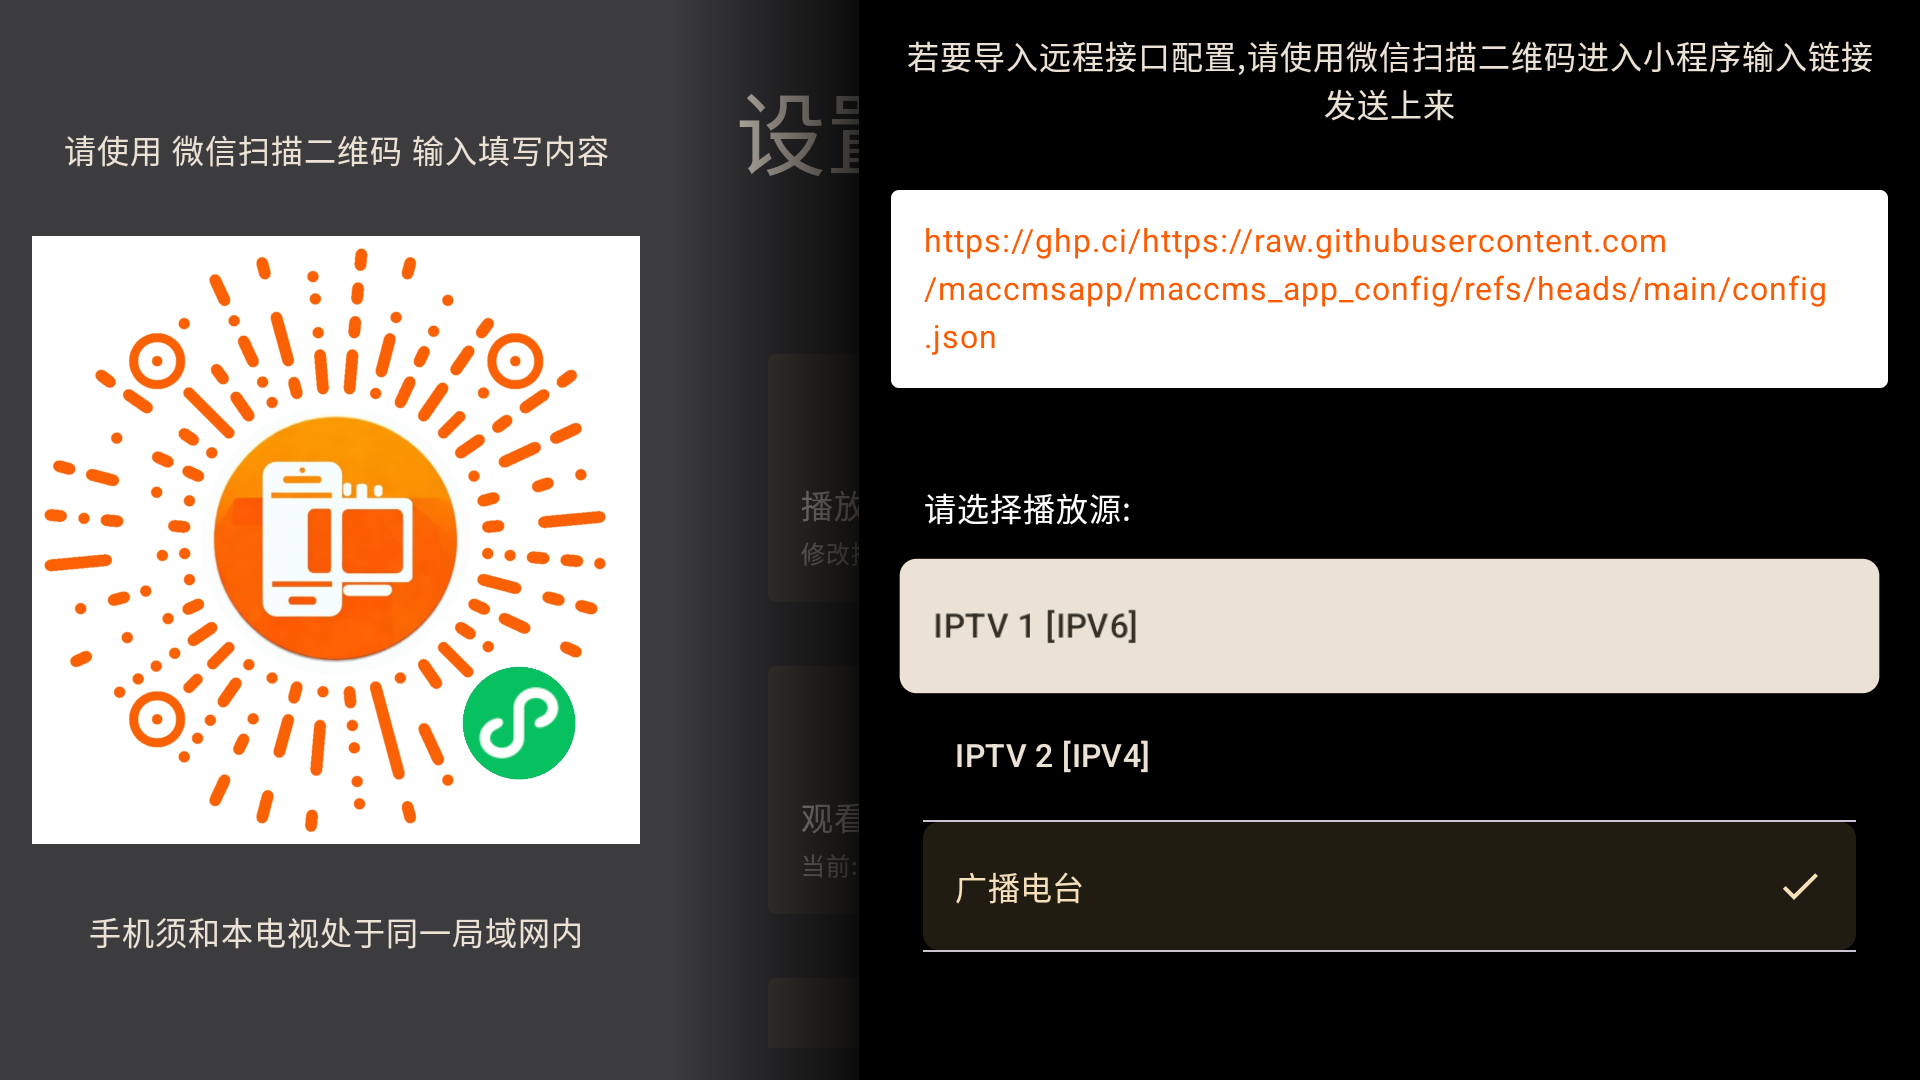 请使用 微信扫描二维码 输入填写内容
手机须和本电视处于同一局域网内
设置
播放
修改
观看
当前:
若要导入远程接口配置,请使用微信扫描二维码进入小程序输入链接
发送上来
https://ghp.ci/https://raw.githubusercontent.com
/maccmsapp/maccms_app_config/refs/heads/main/config
.json
请选择播放源:
IPTV 1 [IPV6]
IPTV 2 [IPV4]
广播电台